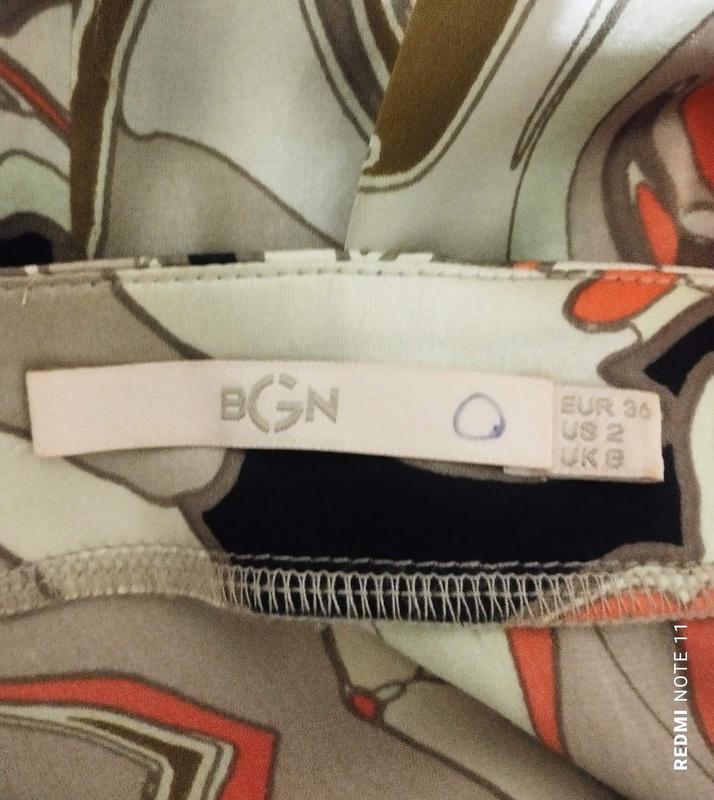 BGN
EUR 36
US 2
UK 8
REDMI NOTE 11